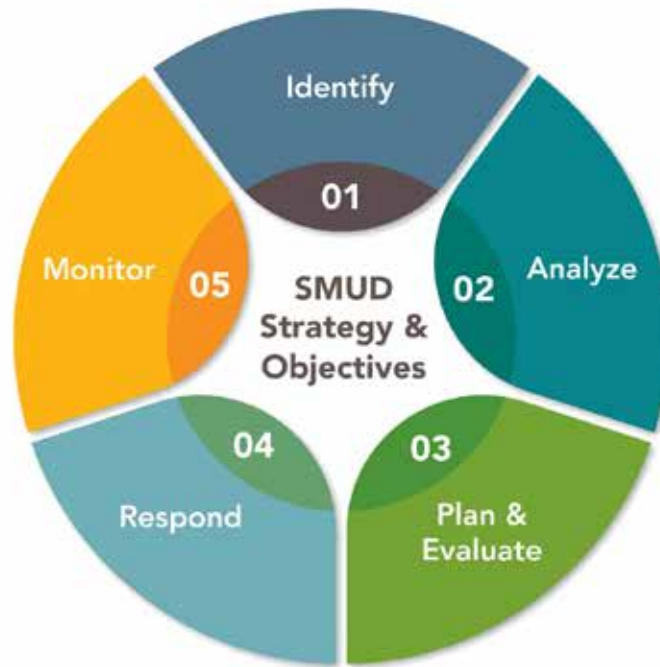 Identify
01
Analyze
02
Plan &
Evaluate
03
Respond
04
Monitor
05
SMUD
Strategy &
Objectives